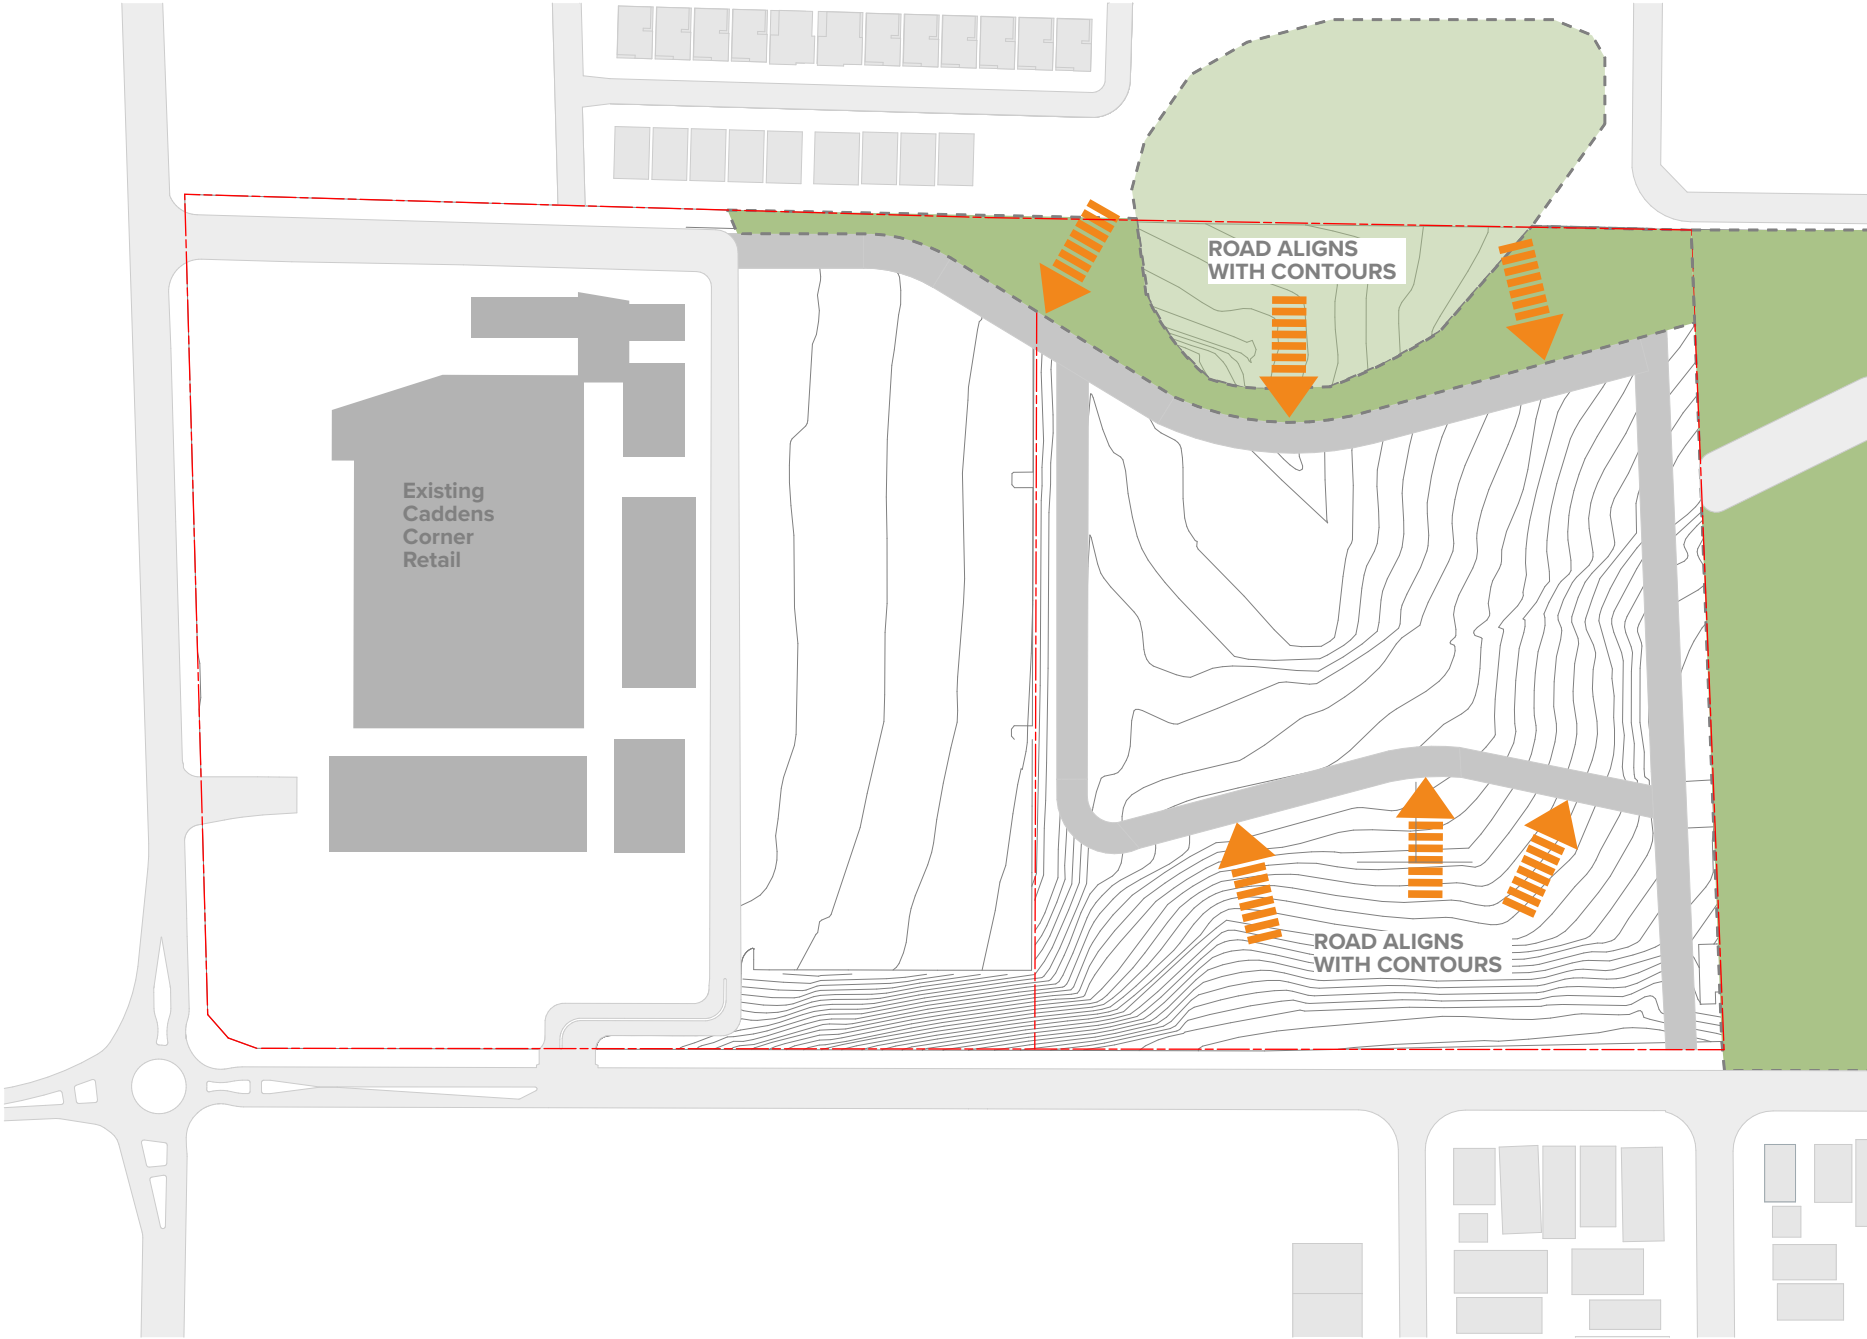 ROAD ALIGNS
WITH CONTOURS
Existing
Caddens
Corner
Retail
ROAD ALIGNS
WITH CONTOURS